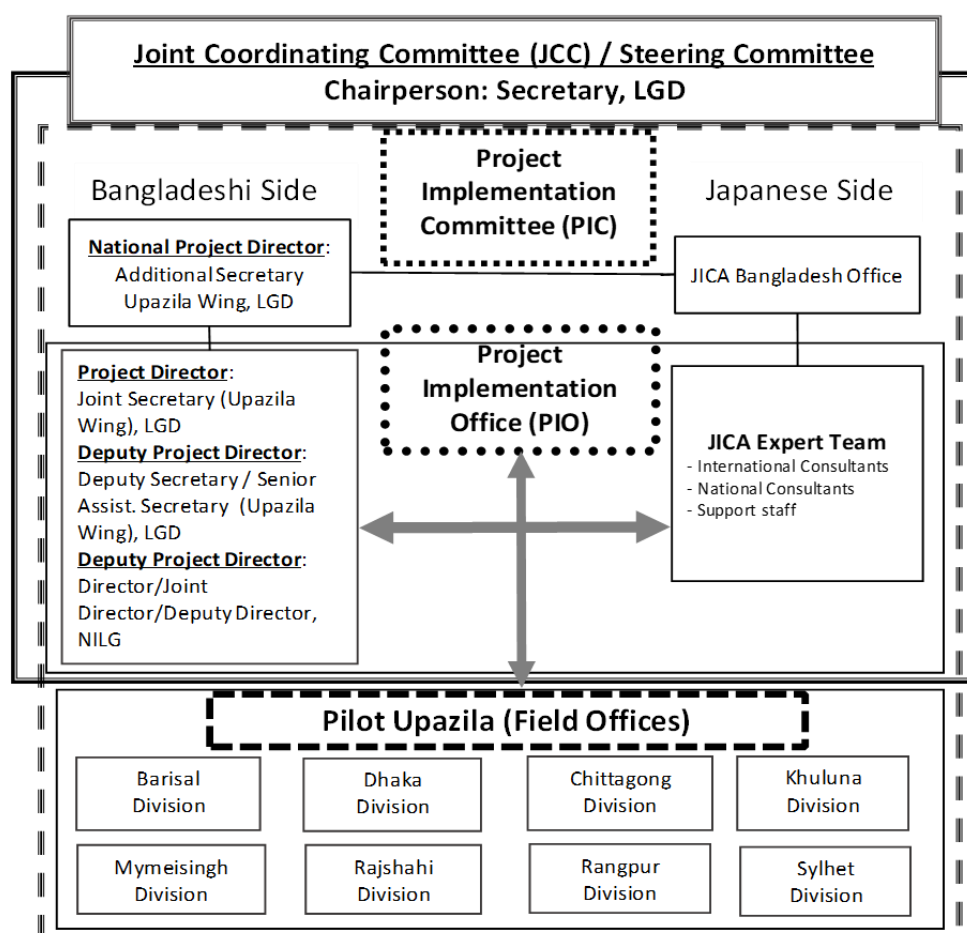 Joint Coordinating Committee (JCC) / Steering Committee
Chairperson: Secretary, LGD
Project
Implementation
Committee (PIC)
Bangladeshi Side
Japanese Side
National Project Director:
Additional Secretary
Upazila Wing, LGD
JICA Bangladesh Office
Project
Implementation
Office (PIO)
Project Director:
Joint Secretary (Upazila
Wing), LGD
Deputy Project Director:
Deputy Secretary / Senior
Assist. Secretary (Upazila
Wing), LGD
Deputy Project Director:
Director/Joint
Director/Deputy Director,
NILG
JICA Expert Team
- International Consultants
- National Consultants
- Support staff
Pilot Upazila (Field Offices)
Barisal
Division
Dhaka
Division
Chittagong
Division
Khuluna
Division
Mymeisingh
Division
Rajshahi
Division
Rangpur
Division
Sylhet
Division